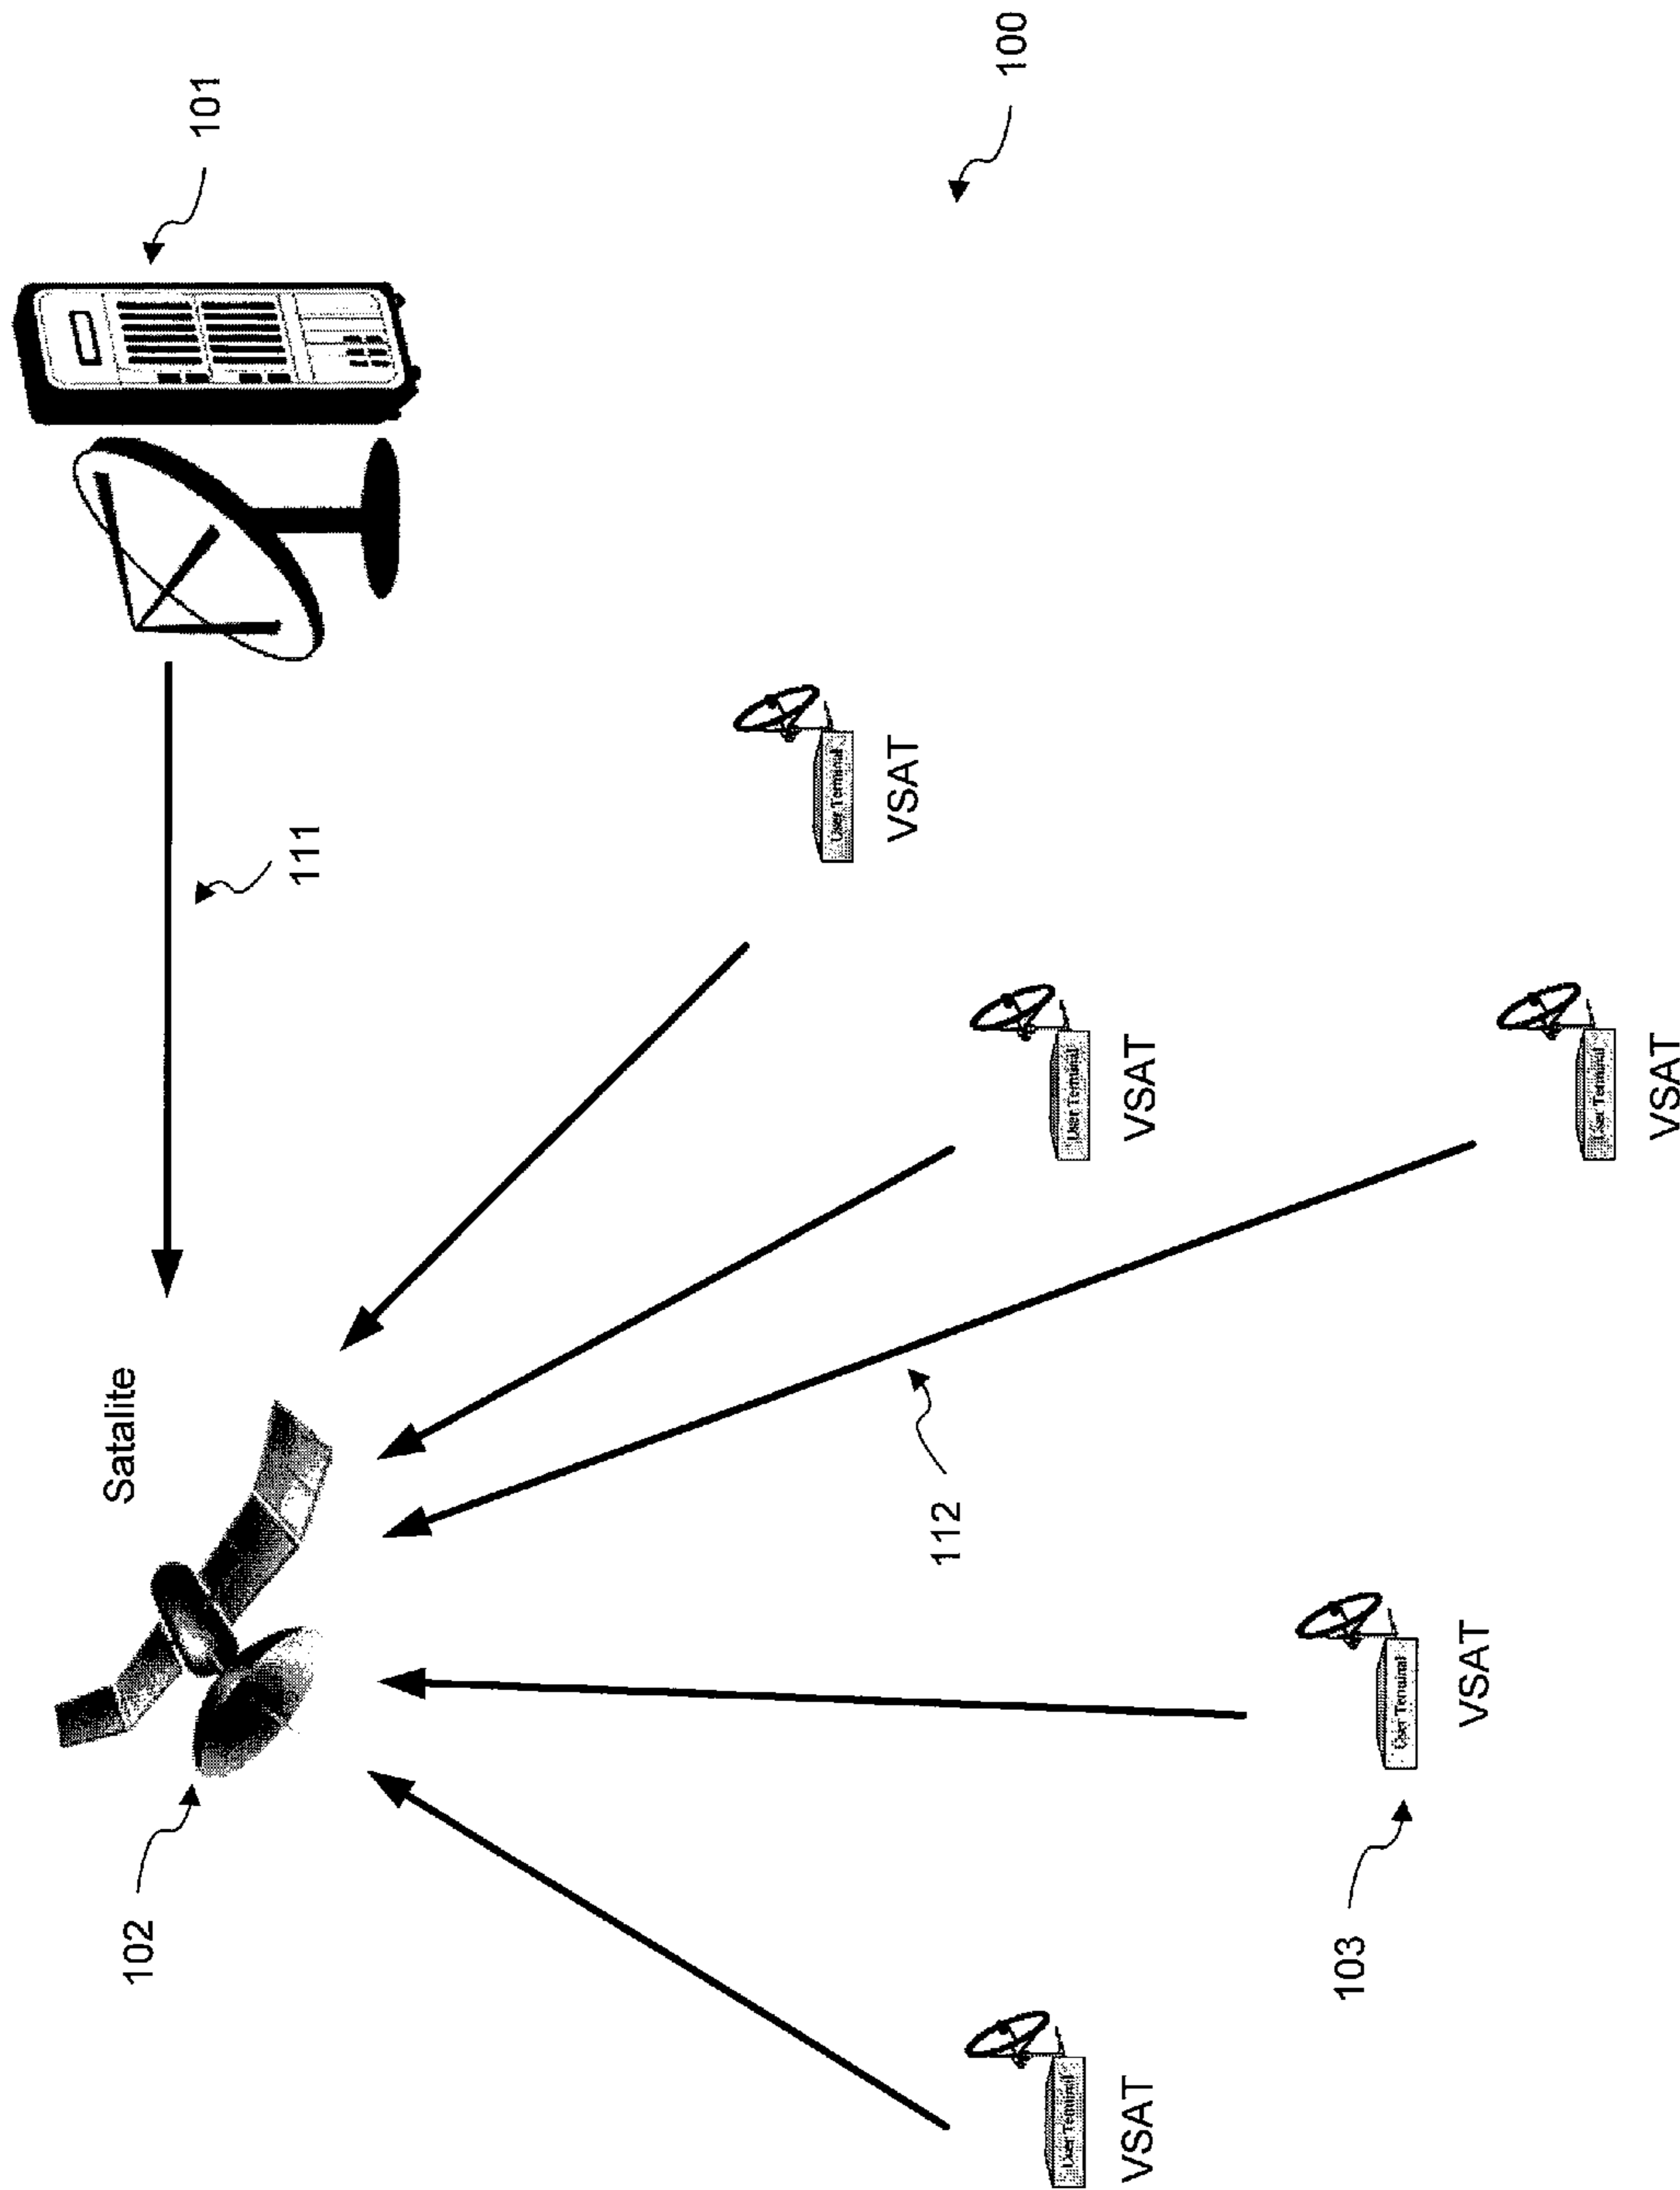 Satalite
102
101
111
User Terminal
VSAT
112
100
User Terminal
VSAT
User Terminal
VSAT
103
User Terminal
VSAT
User Terminal
VSAT